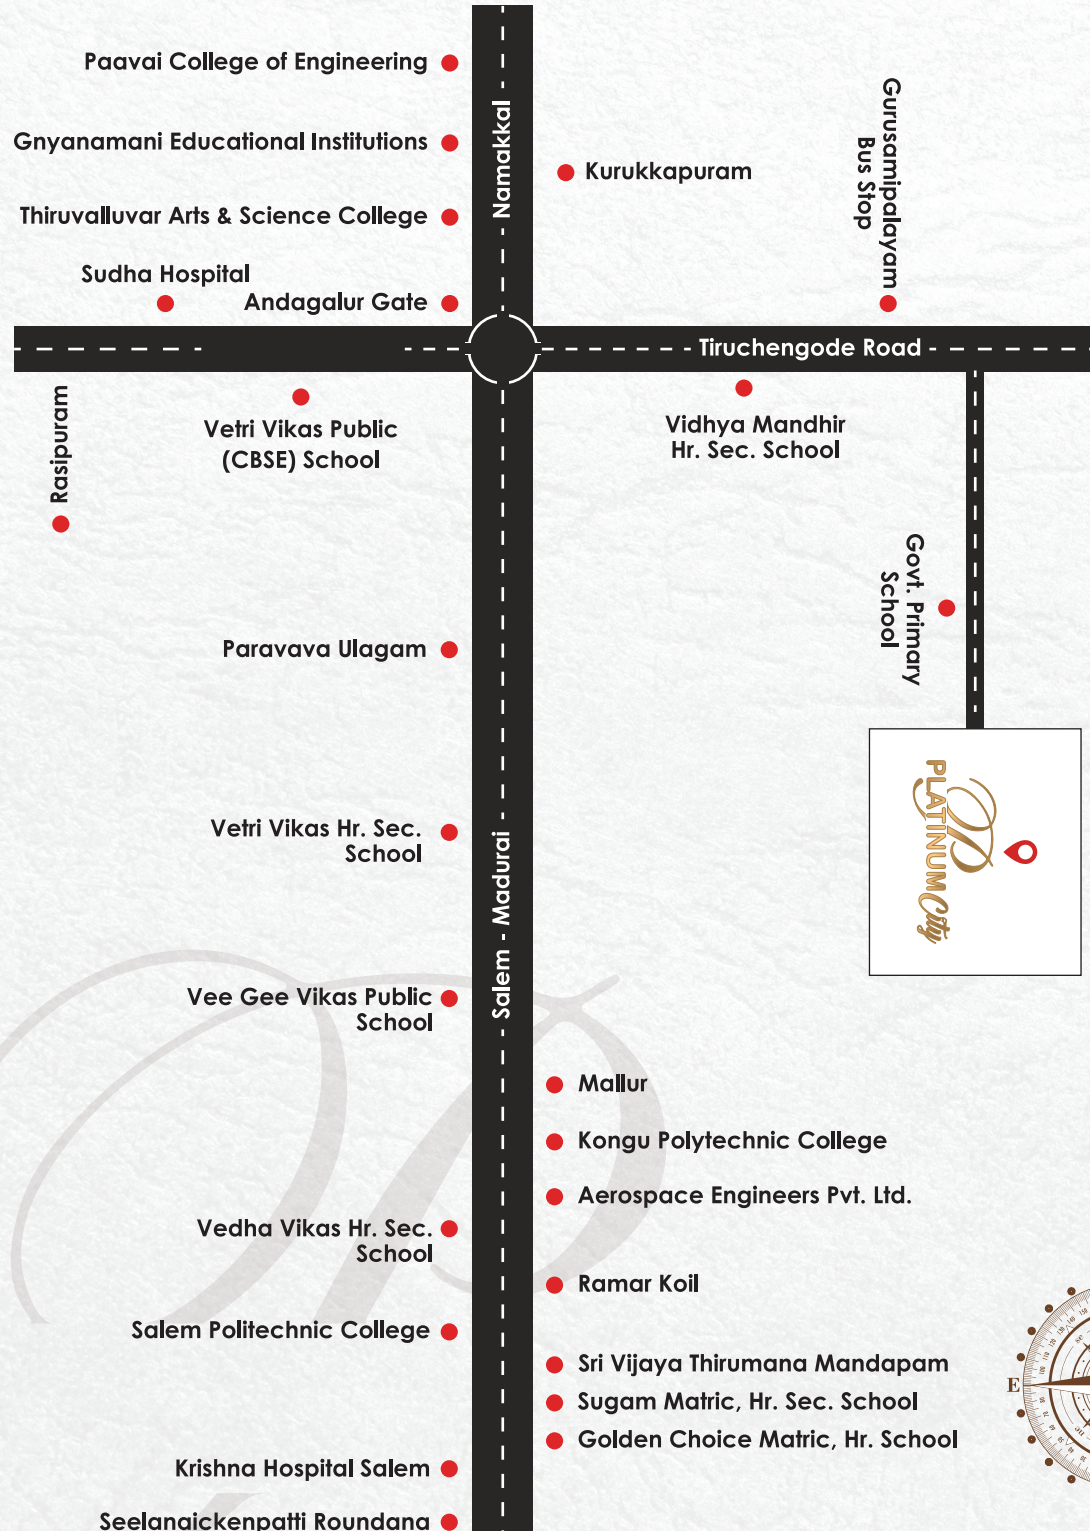 Paavai College of Engineering
Gnyanamani Educational Institutions
Thiruvalluvar Arts & Science College
Sudha Hospital
Andagalur Gate
Namakkal
Kurukkapuram
Gurusamipalayam
Bus Stop
Tiruchengode Road
Rasipuram
Vetri Vikas Public
(CBSE) School
Vidhya Mandhir
Hr. Sec. School
Govt. Primary
School
Paravava Ulagam
PLATINUM City
Vetri Vikas Hr. Sec.
School
Salem - Madurai
Vee Gee Vikas Public
School
Mallur
Kongu Polytechnic College
Aerospace Engineers Pvt. Ltd.
Vedha Vikas Hr. Sec.
School
Ramar Koil
Salem Politechnic College
Sri Vijaya Thirumana Mandapam
Sugam Matric, Hr. Sec. School
Golden Choice Matric, Hr. School
E
Krishna Hospital Salem
Seelanaickenpatti Roundana